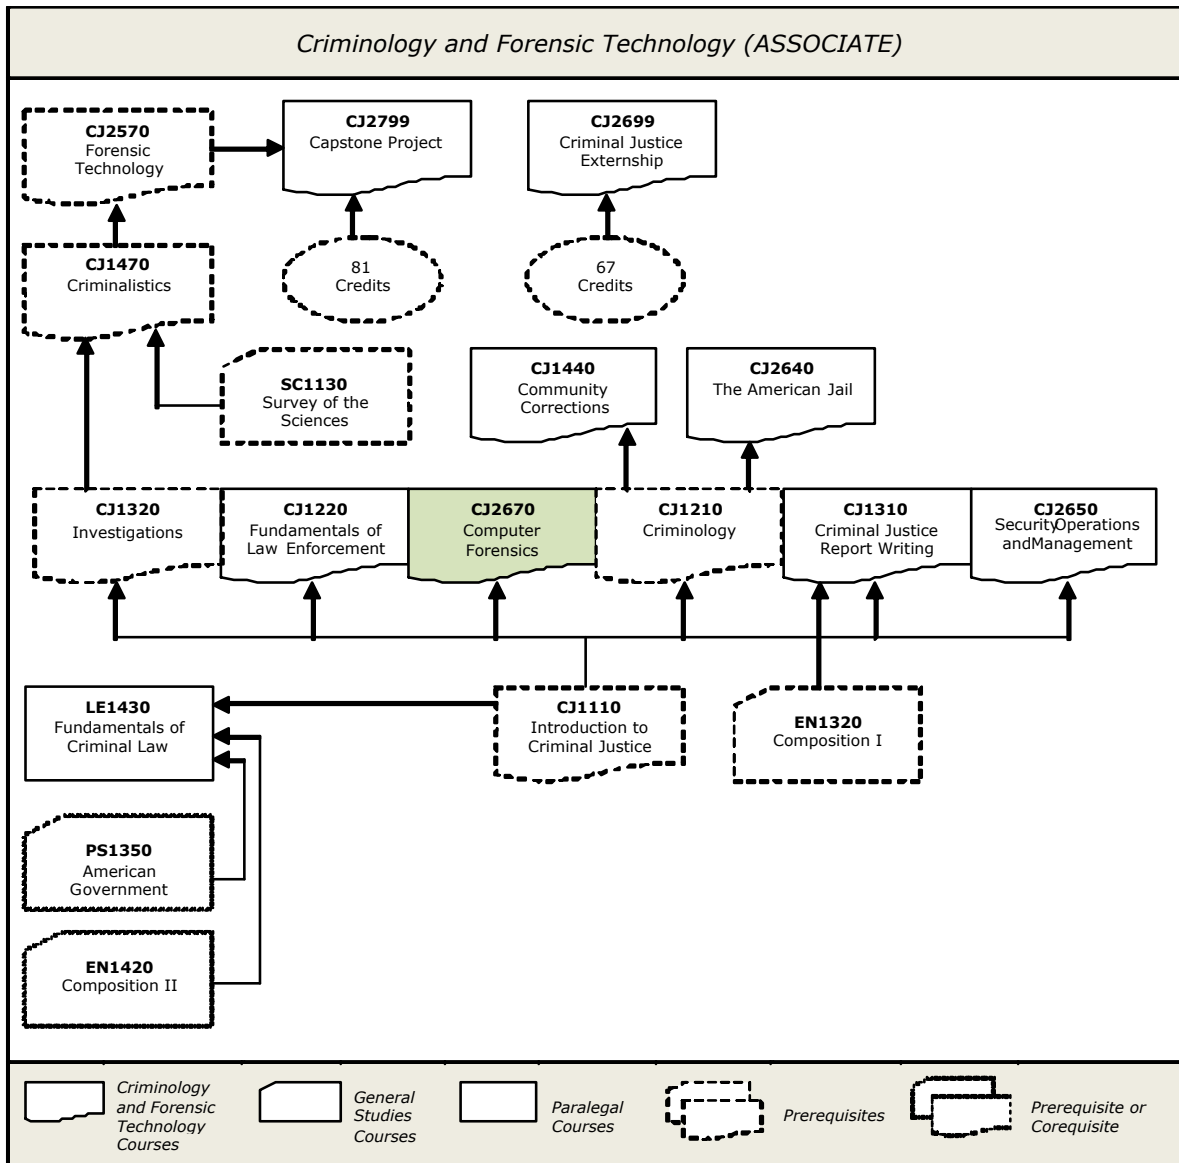 Criminology and Forensic Technology (ASSOCIATE)
CJ2570
Forensic
Technology
CJ2799
Capstone Project
CJ2699
Criminal Justice
Externship
CJ1470
Criminalistics
81
Credits
67
Credits
SC1130
Survey of the
Sciences
CJ1440
Community
Corrections
CJ2640
The American Jail
CJ1320
Investigations
CJ1220
Fundamentals of
Law Enforcement
CJ2670
Computer
Forensics
CJ1210
Criminology
CJ1310
Criminal Justice
Report Writing
CJ2650
Security Operations
and Management
LE1430
Fundamentals of
Criminal Law
CJ1110
Introduction to
Criminal Justice
EN1320
Composition I
PS1350
American
Government
EN1420
Composition II
Criminology
and Forensic
Technology
Courses
General
Studies
Courses
Paralegal
Courses
Prerequisites
Prerequisite or
Corequisite